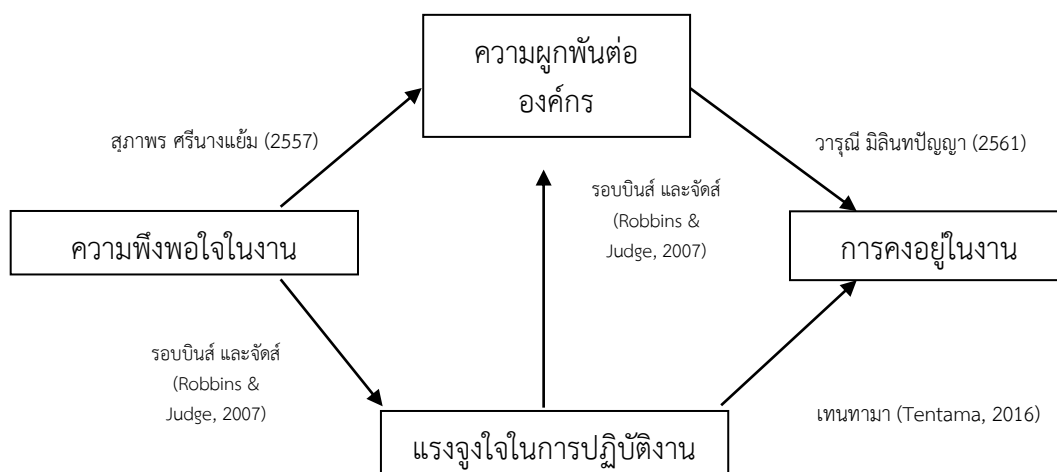 ความผูกพันต่อ
องค์กร
สุภาพร ศรีนางแย้ม (2557)
วารุณี มิลินทปัญญา (2561)
รอบบินส์ และจัดส์
(Robbins &
Judge, 2007)
ความพึงพอใจในงาน
การคงอยู่ในงาน
รอบบินส์ และจัดส์
(Robbins &
Judge, 2007)
เทนทามา (Tentama, 2016)
แรงจูงใจในการปฏิบัติงาน